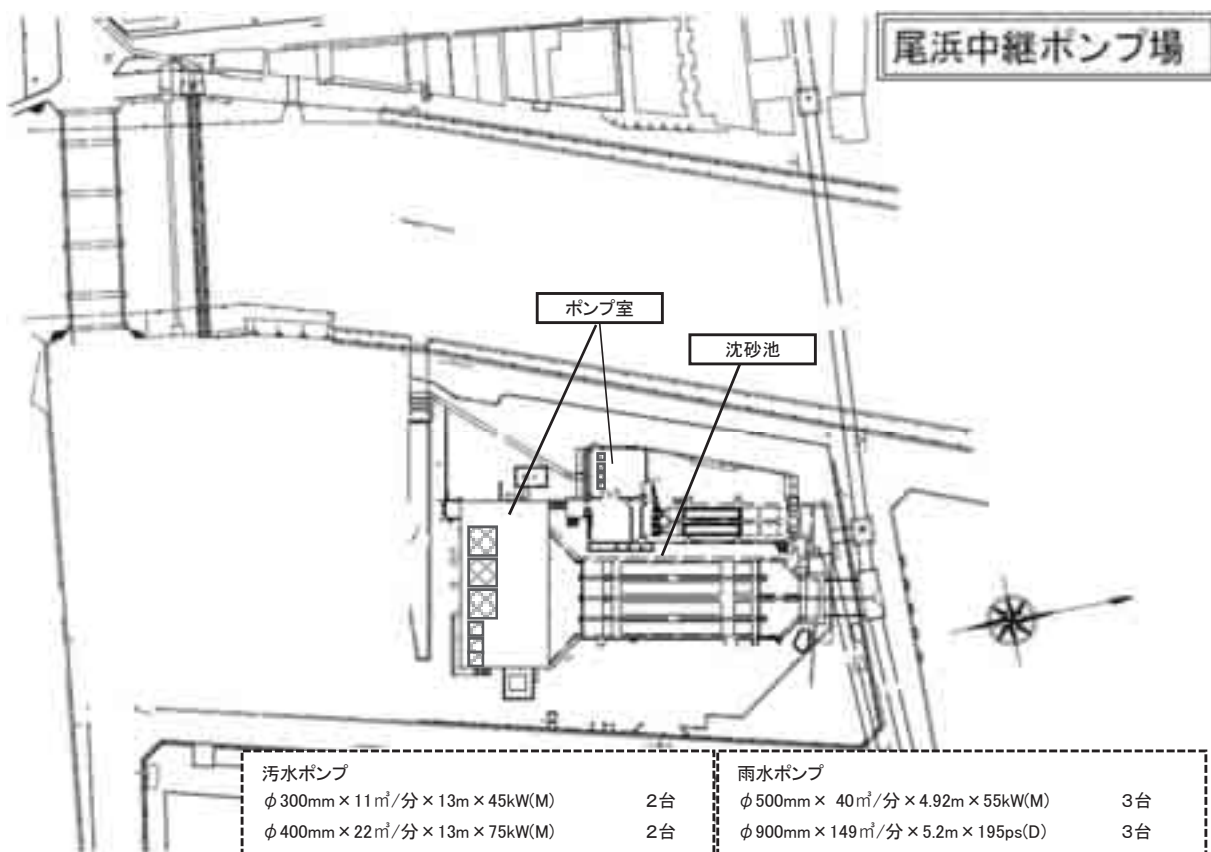 尾浜中継ポンプ場
ポンプ室
沈砂池
汚水ポンプ
φ300mm×11㎥/分×13m×45kW(M) 2台
φ400mm×22㎥/分×13m×75kW(M) 2台
雨水ポンプ
φ500mm× 40㎥/分×4.92m×55kW(M) 3台
φ900mm×149㎥/分×5.2m×195ps(D) 3台